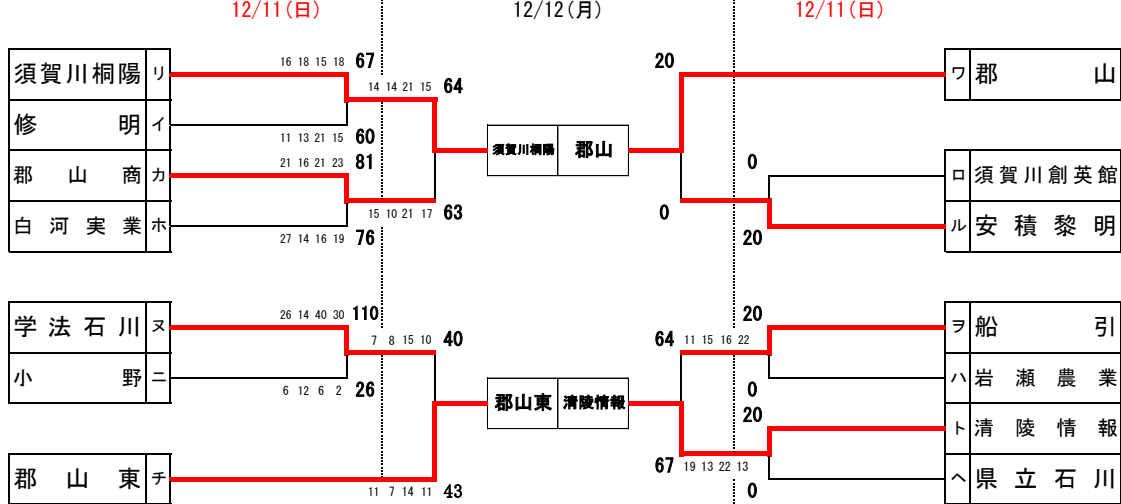 12/11(日) 12/12(月) 12/11(日)
16 18 15 18 67 20
須賀川桐陽 リ ワ 郡山
14 14 21 15 64
修明 イ
11 13 21 15 60
須賀川桐陽 郡山
21 16 21 23 81 0
郡山商 カ ロ 須賀川創英館
15 10 21 17 63 0
白河実業 ホ ル 安積黎明
27 14 16 19 76 20
26 14 40 30 110 20
学法石川 ヌ ヲ 船引
7 8 15 10 40 64 11 15 16 22
小野 ニ ハ 岩瀬農業
6 12 6 2 26 0
郡山東 清陵情報
20
ト 清陵情報
67 19 13 22 13
郡山東 チ ヘ 県立石川
11 7 14 11 43 0